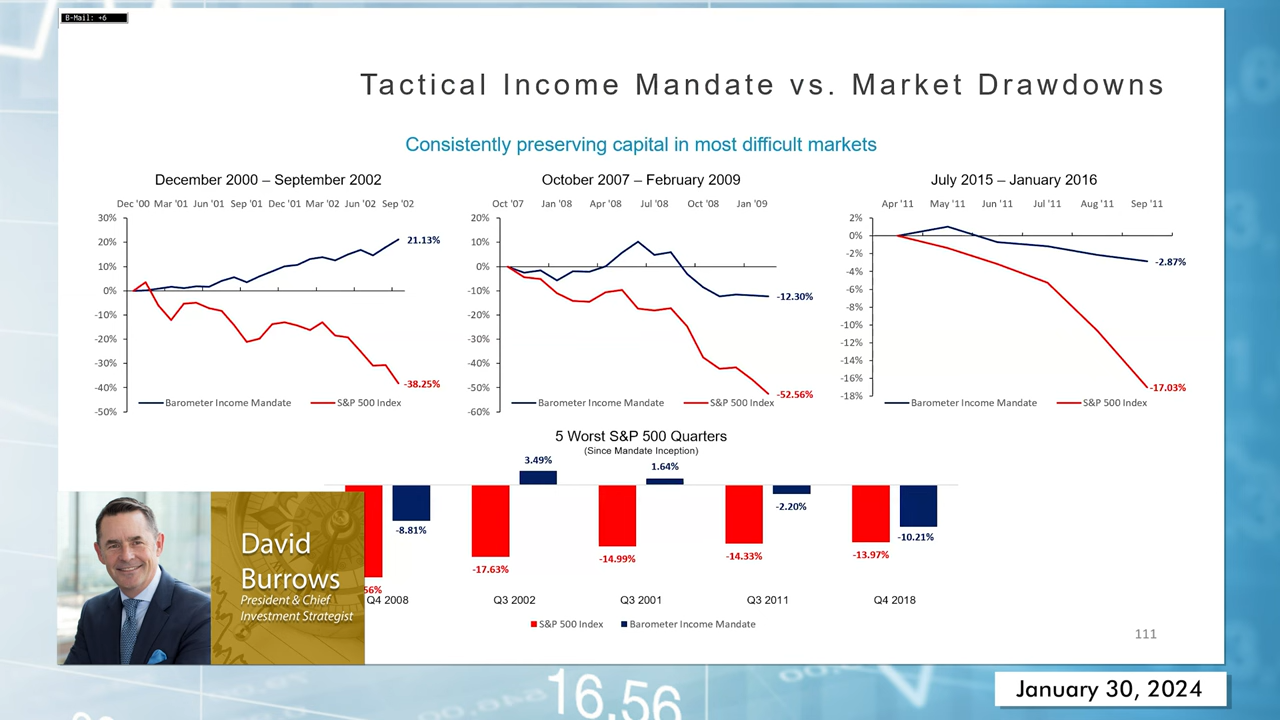 B-Mail: +6
Tactical Income Mandate vs. Market Drawdowns
Consistently preserving capital in most difficult markets
December 2000 – September 2002
Dec '00 Mar '01 Jun '01 Sep '01 Dec '01 Mar '02 Jun '02 Sep '02
30%
20%
10%
0%
-10%
-20%
-30%
-40%
-50%
21.13%
-38.25%
Barometer Income Mandate S&P 500 Index
October 2007 – February 2009
Oct '07 Jan '08 Apr '08 Jul '08 Oct '08 Jan '09
20%
10%
0%
-10%
-20%
-30%
-40%
-50%
-60%
-12.30%
-52.56%
Barometer Income Mandate S&P 500 Index
July 2015 – January 2016
Apr '11 May '11 Jun '11 Jul '11 Aug '11 Sep '11
2%
0%
-2%
-4%
-6%
-8%
-10%
-12%
-14%
-16%
-18%
-2.87%
-17.03%
Barometer Income Mandate S&P 500 Index
5 Worst S&P 500 Quarters
(Since Mandate Inception)
3.49% 1.64%
-8.81% -2.20% -10.21%
56% -17.63% -14.99% -14.33% -13.97%
Q4 2008 Q3 2002 Q3 2001 Q3 2011 Q4 2018
S&P 500 Index Barometer Income Mandate
David
Burrows
President & Chief
Investment Strategist
111
16.56
January 30, 2024